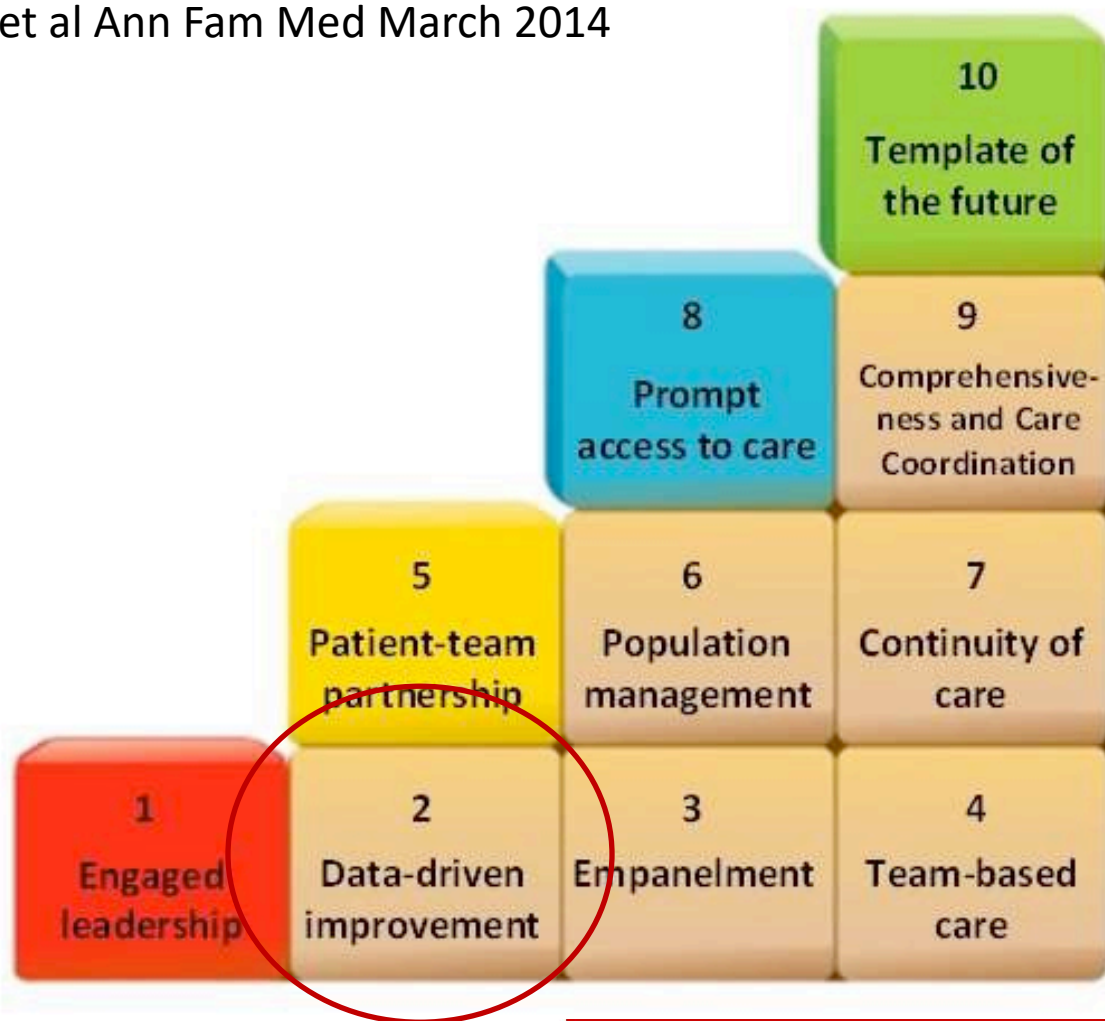 et al Ann Fam Med March 2014
10
Template of
the future
8
Prompt
access to care
9
Comprehensive-
ness and Care
Coordination
5
Patient-team
partnership
6
Population
management
7
Continuity of
care
1
Engaged
leadership
2
Data-driven
improvement
3
Empanelment
4
Team-based
care